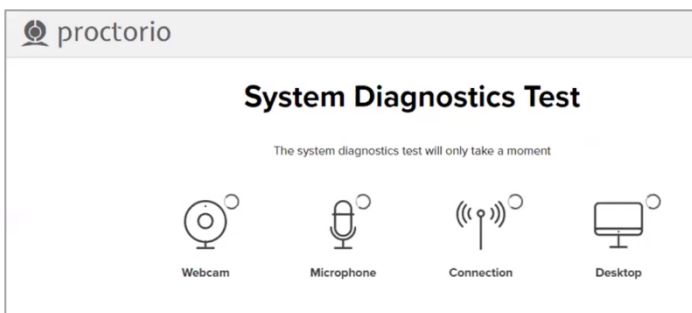 proctorio
System Diagnostics Test
The system diagnostics test will only take a moment
Webcam
Microphone
Connection
Desktop